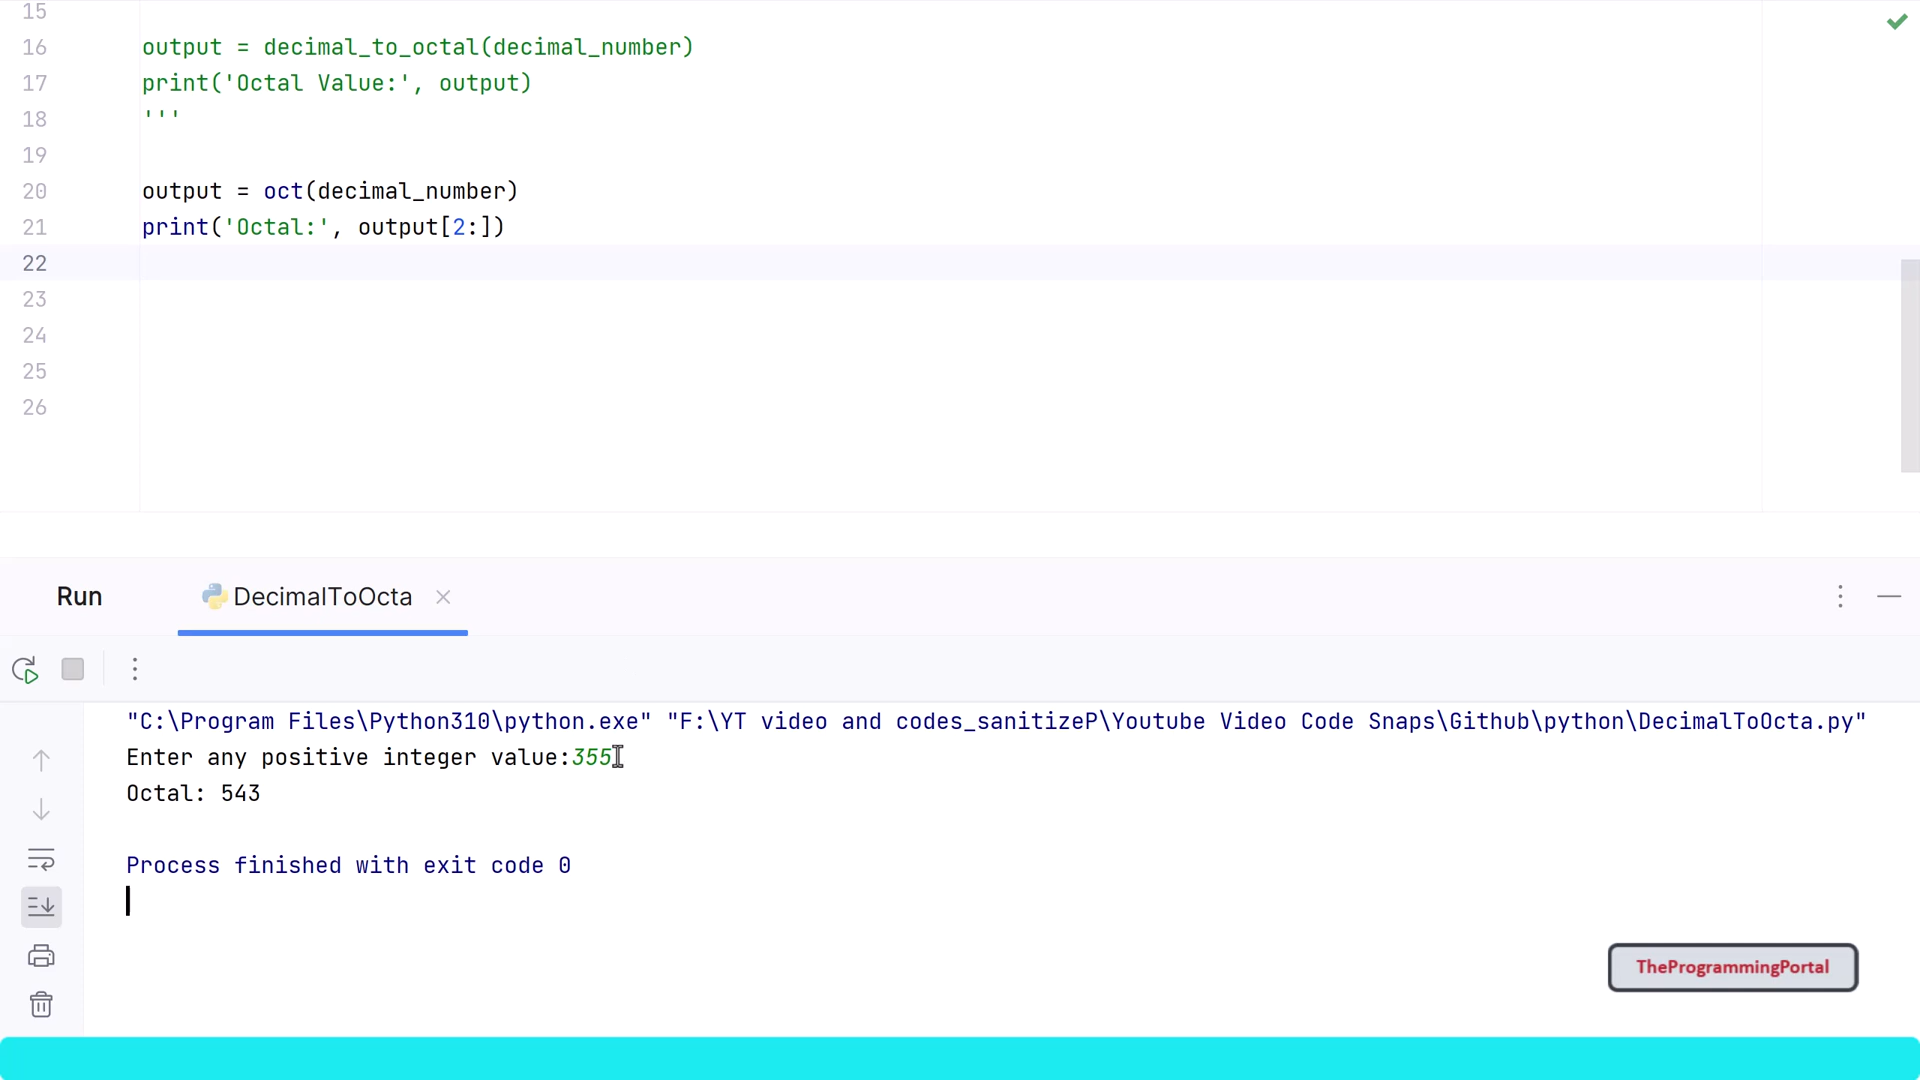 15
16 output = decimal_to_octal(decimal_number)
17 print('Octal Value:', output)
18 '''
19
20 output = oct(decimal_number)
21 print('Octal:', output[2:])
22
23
24
25
26
Run DecimalToOcta
"C:\Program Files\Python310\python.exe" "F:\YT video and codes_sanitizeP\Youtube Video Code Snaps\Github\python\DecimalToOcta.py"
Enter any positive integer value:355
Octal: 543
Process finished with exit code 0
TheProgrammingPortal